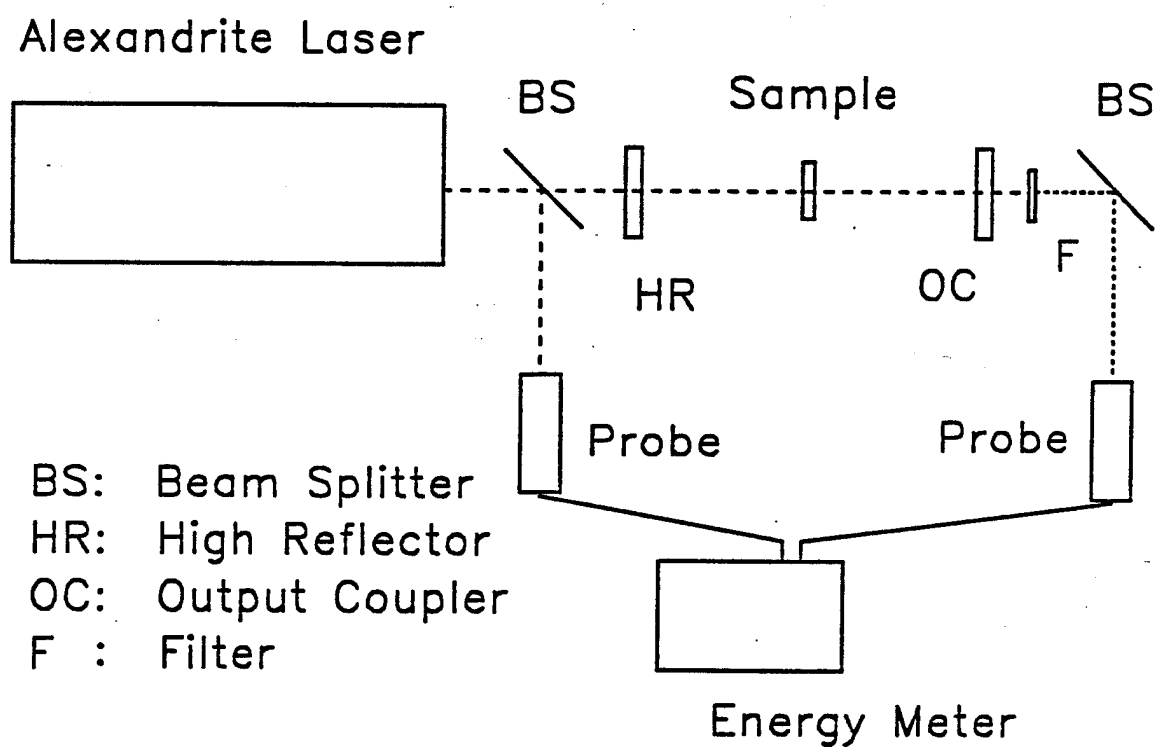 Alexandrite Laser
BS
Sample
BS
HR
OC
F
Probe
Probe
BS: Beam Splitter
HR: High Reflector
OC: Output Coupler
F : Filter
Energy Meter